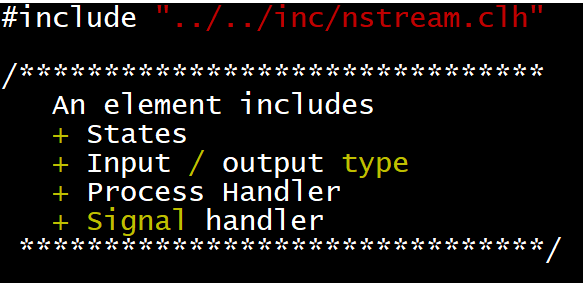 #include "../../inc/nstream.clh"
/*******************************
An element includes
+ States
+ Input / output type
+ Process Handler
+ Signal handler
*******************************/